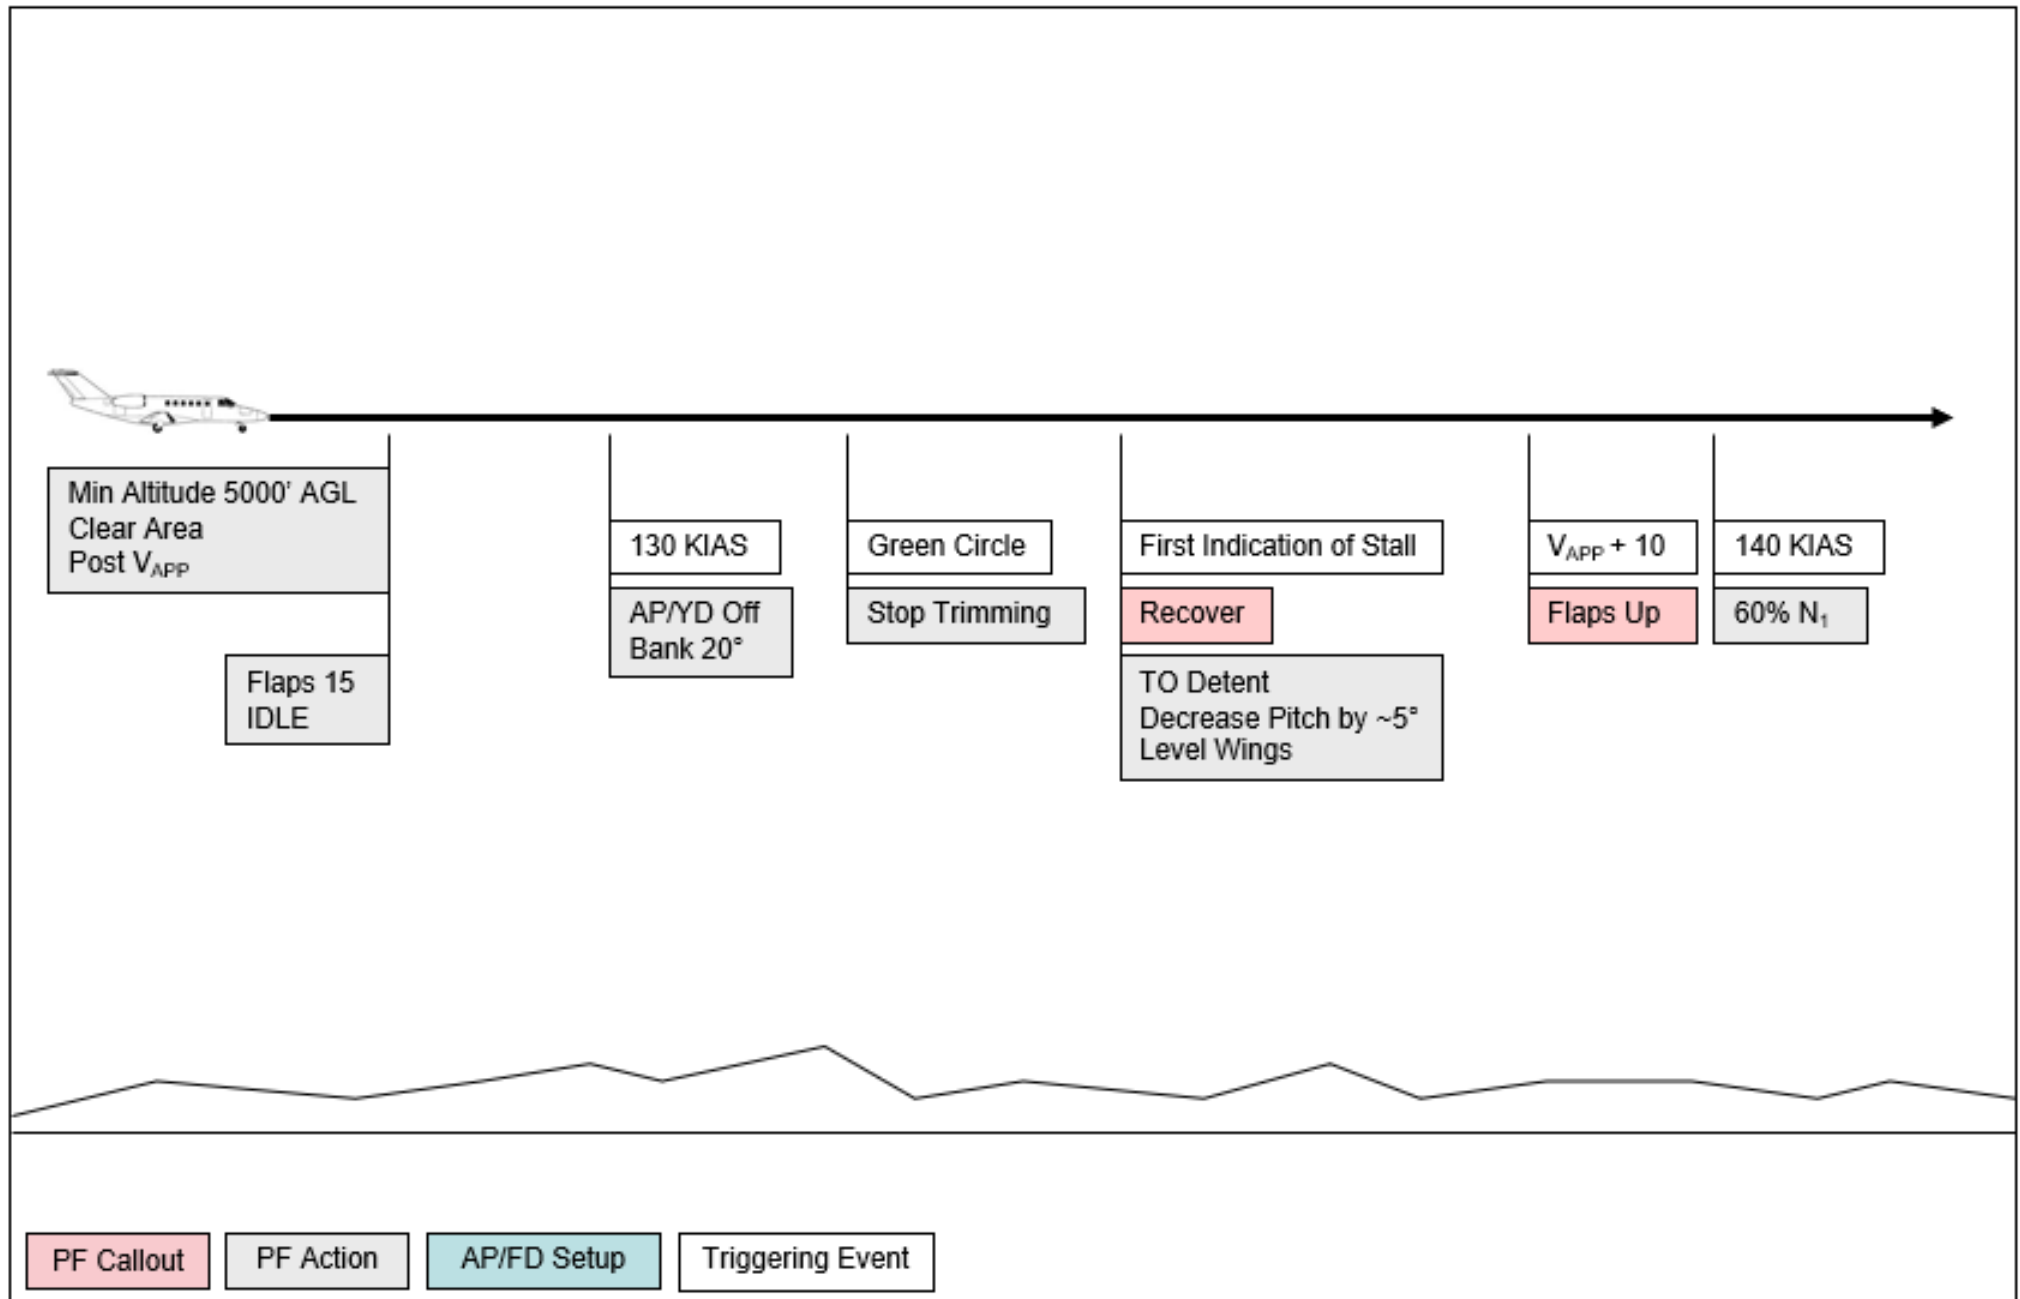 Min Altitude 5000’ AGL
Clear Area
Post VAPP
Flaps 15
IDLE
130 KIAS
AP/YD Off
Bank 20°
Green Circle
Stop Trimming
First Indication of Stall
Recover
TO Detent
Decrease Pitch by ~5°
Level Wings
VAPP + 10
Flaps Up
140 KIAS
60% N1
PF Callout
PF Action
AP/FD Setup
Triggering Event